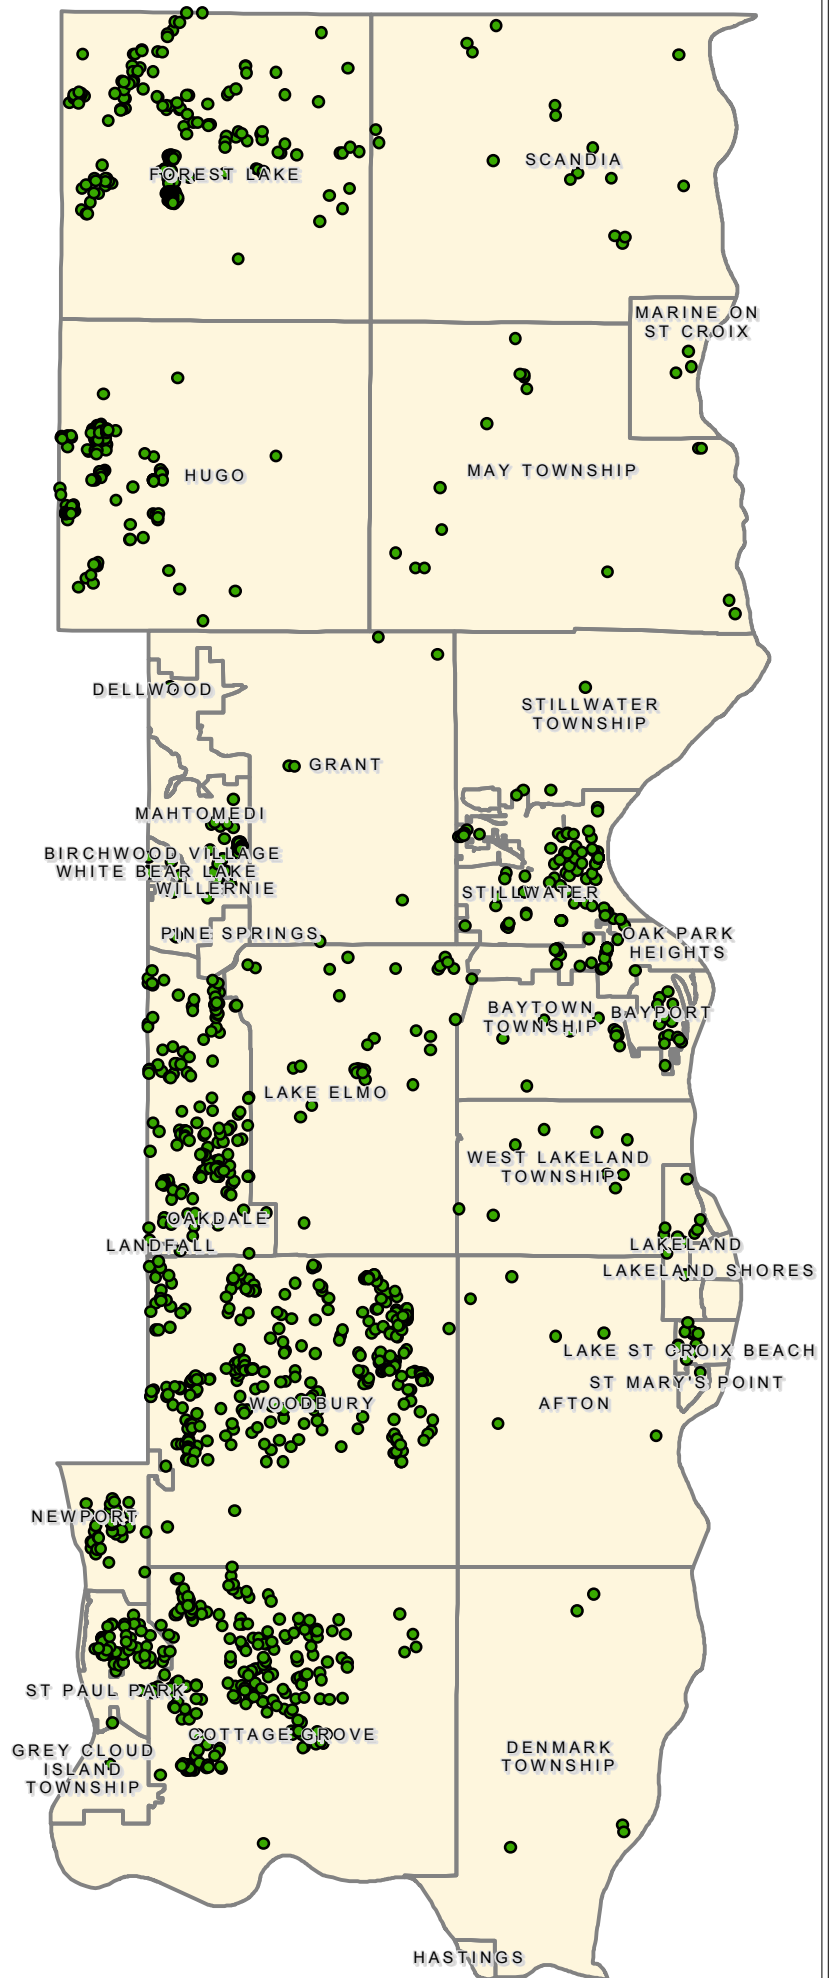 FOREST LAKE
SCANDIA
MARINE ON
ST CROIX
HUGO
MAY TOWNSHIP
DELLWOOD
STILLWATER
TOWNSHIP
GRANT
MAHTOMEDI
BIRCHWOOD VILLAGE
WHITE BEAR LAKE
WILLERNIE
STILLWATER
PINE SPRINGS
OAK PARK
HEIGHTS
BAYTOWN
TOWNSHIP
BAYPORT
LAKE ELMO
WEST LAKELAND
TOWNSHIP
OAKDALE
LANDFALL
LAKELAND
LAKELAND SHORES
LAKE ST CROIX BEACH
ST MARY'S POINT
WOODBURY
AFTON
NEWPORT
ST PAUL PARK
COTTAGE GROVE
GREY CLOUD
ISLAND
TOWNSHIP
DENMARK
TOWNSHIP
HASTINGS